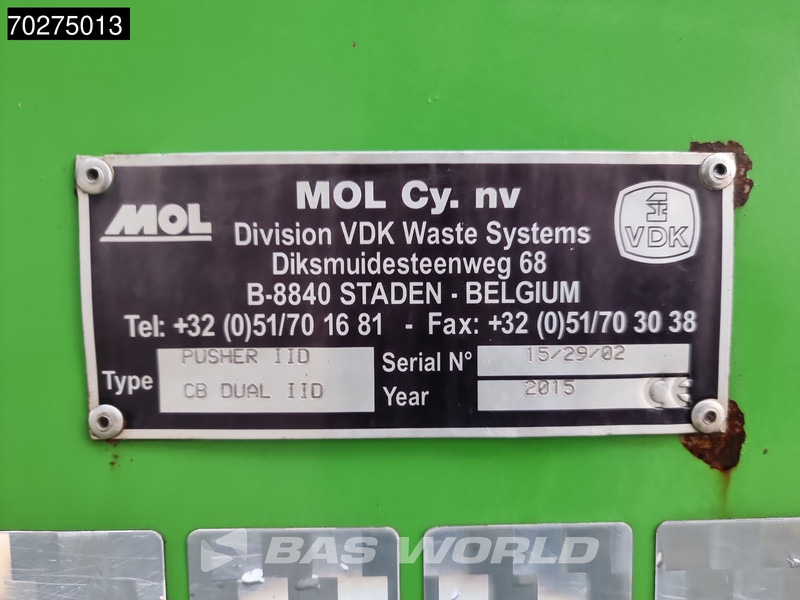 70275013
MOL Cy. nv
MOL
Division VDK Waste Systems
VDK
Diksmuidesteenweg 68
B-8840 STADEN - BELGIUM
Tel: +32 (0)51/70 16 81 - Fax: +32 (0)51/70 30 38
Type
PUSHER IID
CB DUAL IID
Serial N° 15/29/02
Year 2015 CE
BAS WORLD